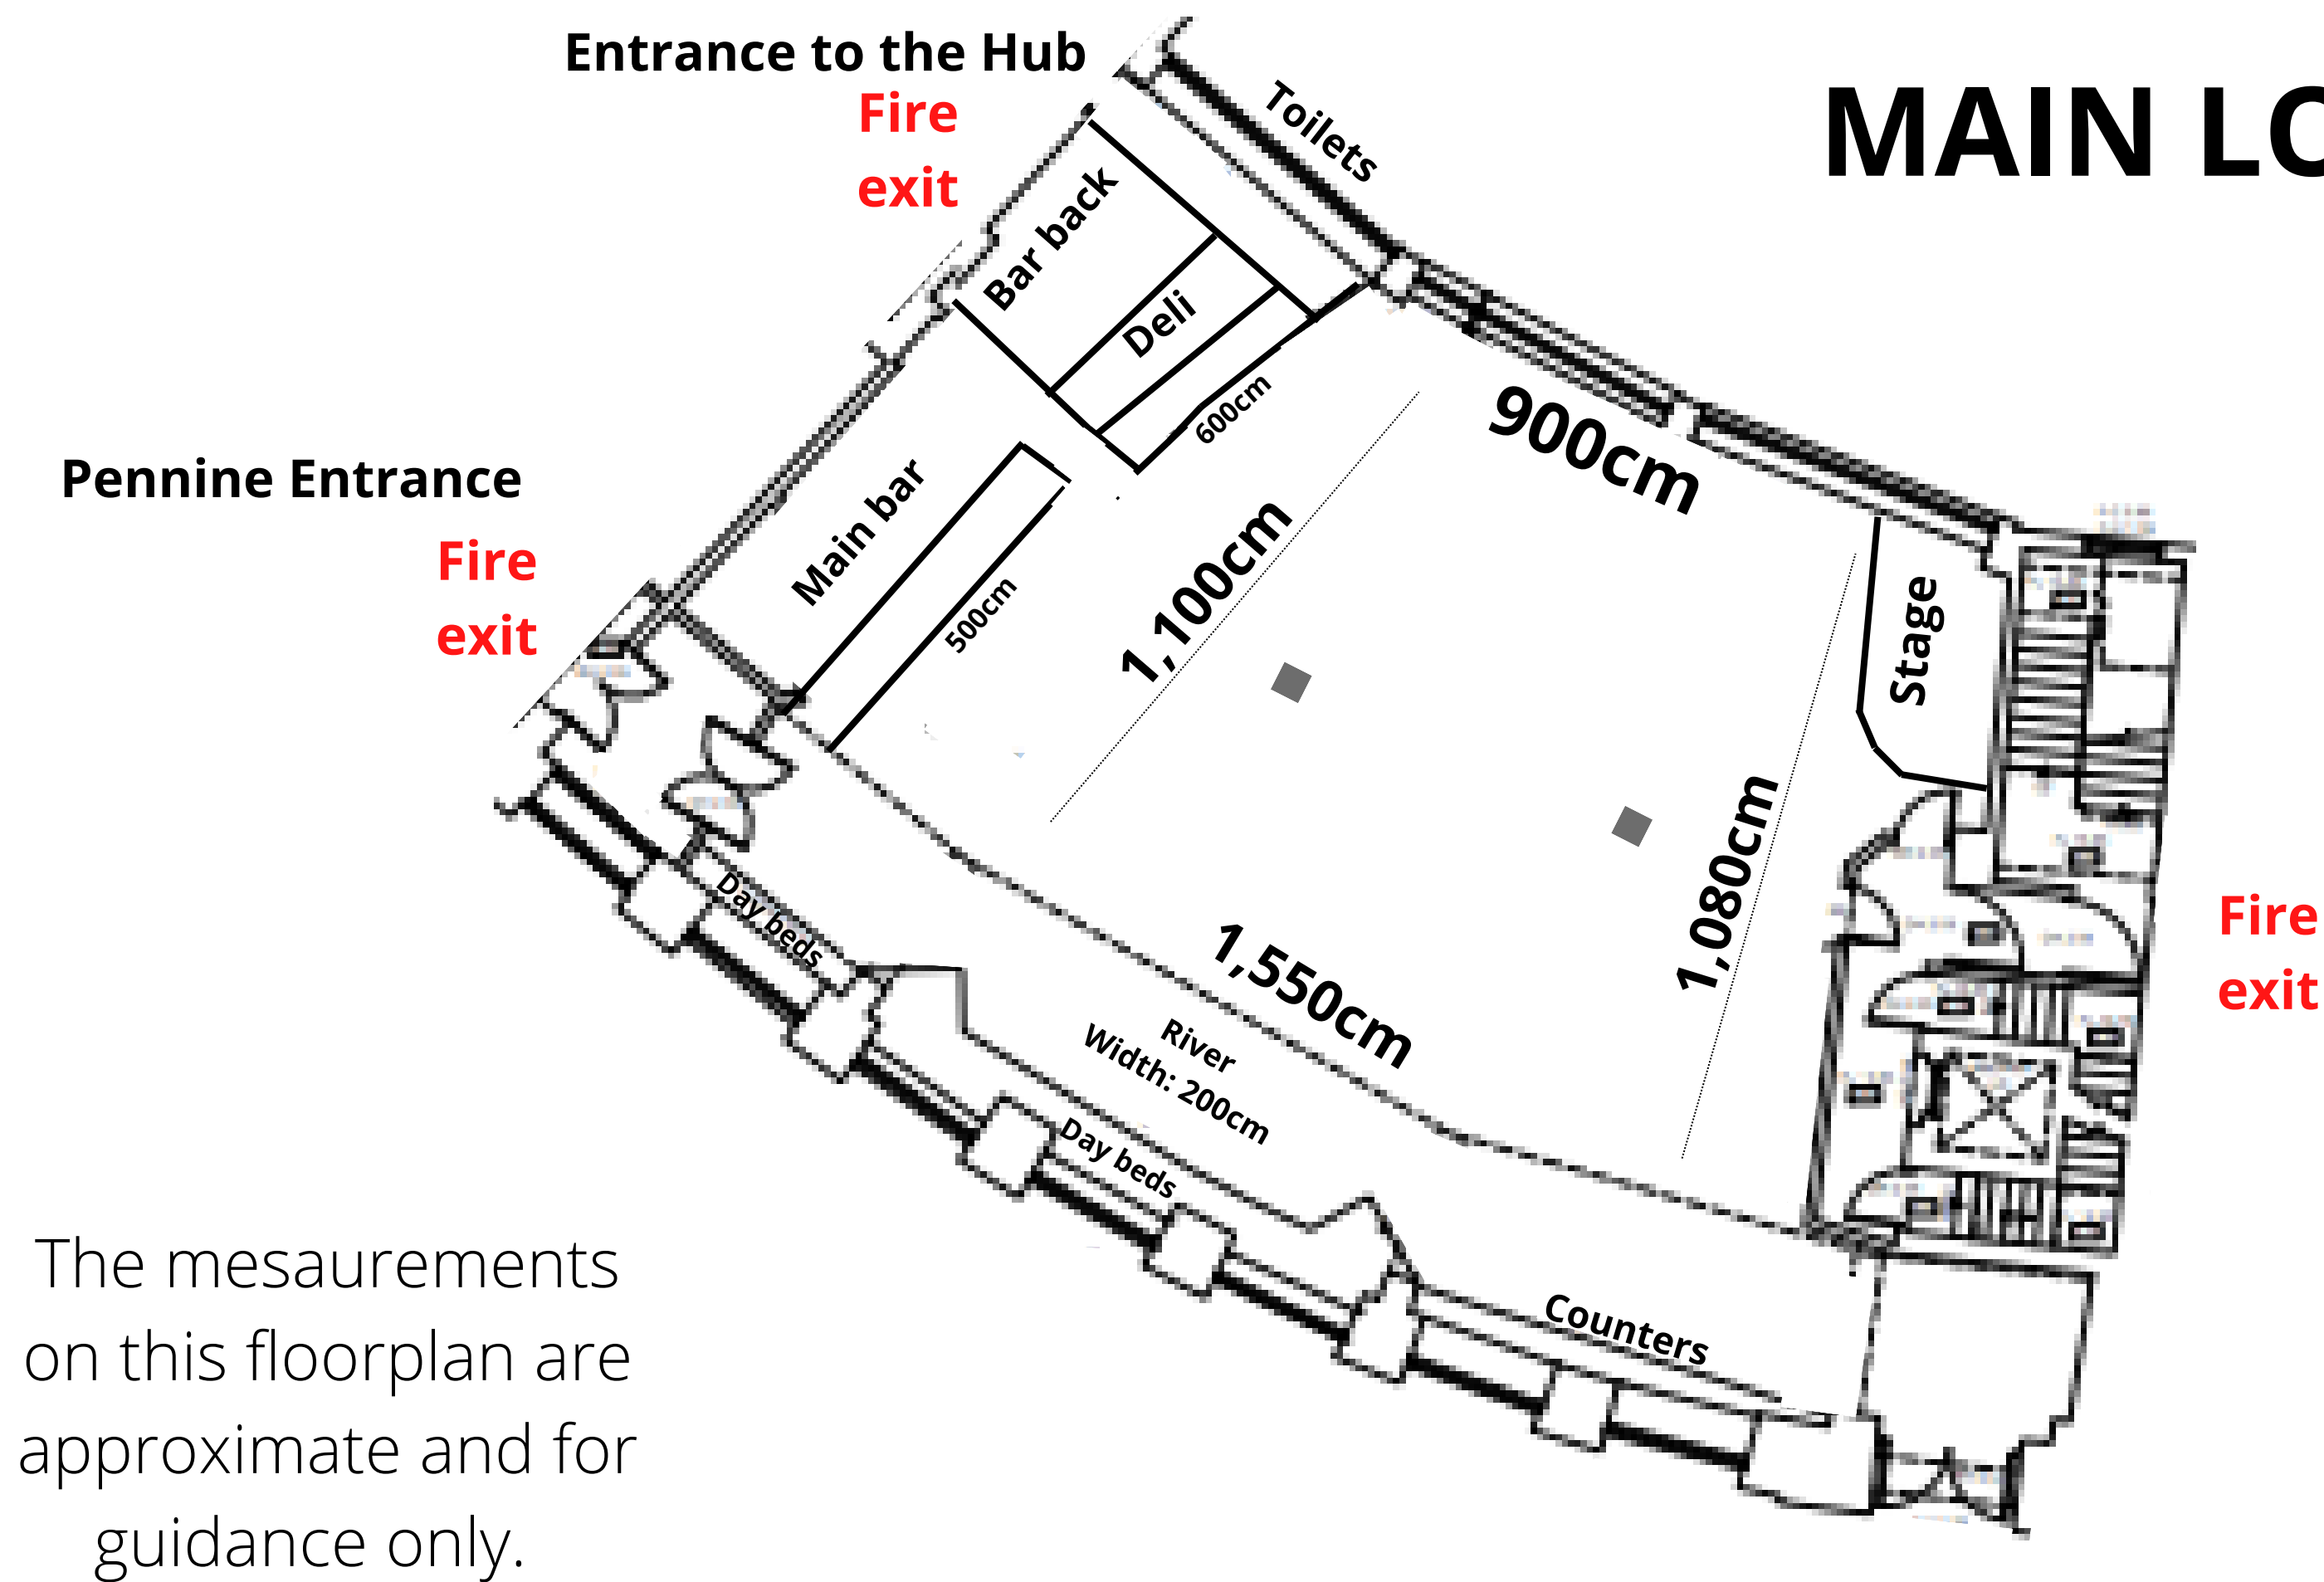 Entrance to the Hub
Fire
exit
Toilets
MAIN LO
Bar back
Deli
600cm
900cm
Pennine Entrance
Fire
exit
Main bar
500cm
1,100cm
Stage
1,080cm
Fire
exit
Day beds
1,550cm
River
Width: 200cm
Day beds
Counters
The mesaurements
on this floorplan are
approximate and for
guidance only.